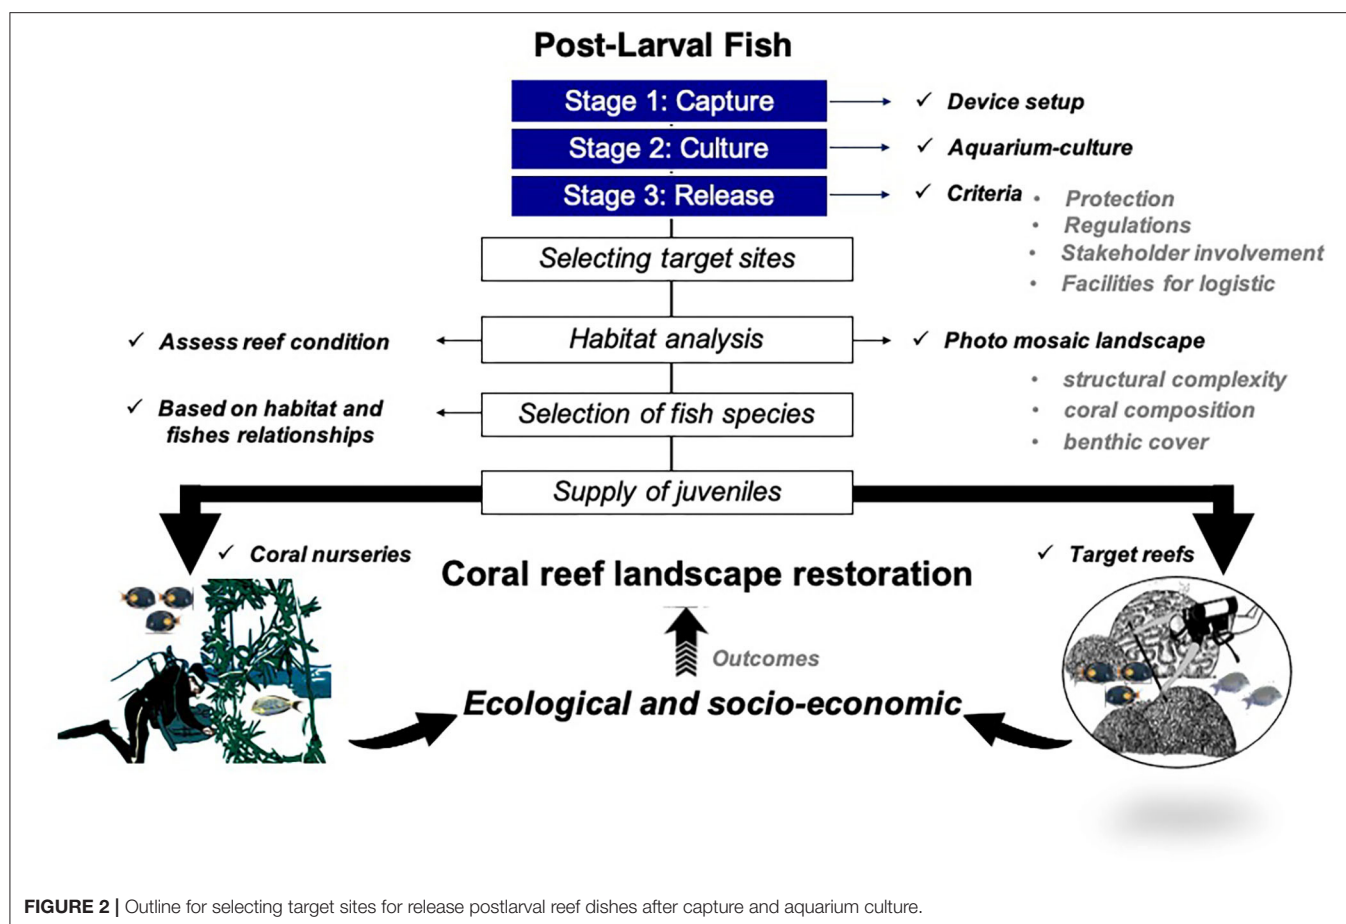 Post-Larval Fish
Stage 1: Capture
✓ Device setup
Stage 2: Culture
✓ Aquarium-culture
Stage 3: Release
✓ Criteria
• Protection
• Regulations
• Stakeholder involvement
• Facilities for logistic
Selecting target sites
✓ Assess reef condition
Habitat analysis
✓ Photo mosaic landscape
• structural complexity
• coral composition
• benthic cover
✓ Based on habitat and
fishes relationships
Selection of fish species
Supply of juveniles
✓ Coral nurseries
✓ Target reefs
Coral reef landscape restoration
Outcomes
Ecological and socio-economic
FIGURE 2 | Outline for selecting target sites for release postlarval reef dishes after capture and aquarium culture.